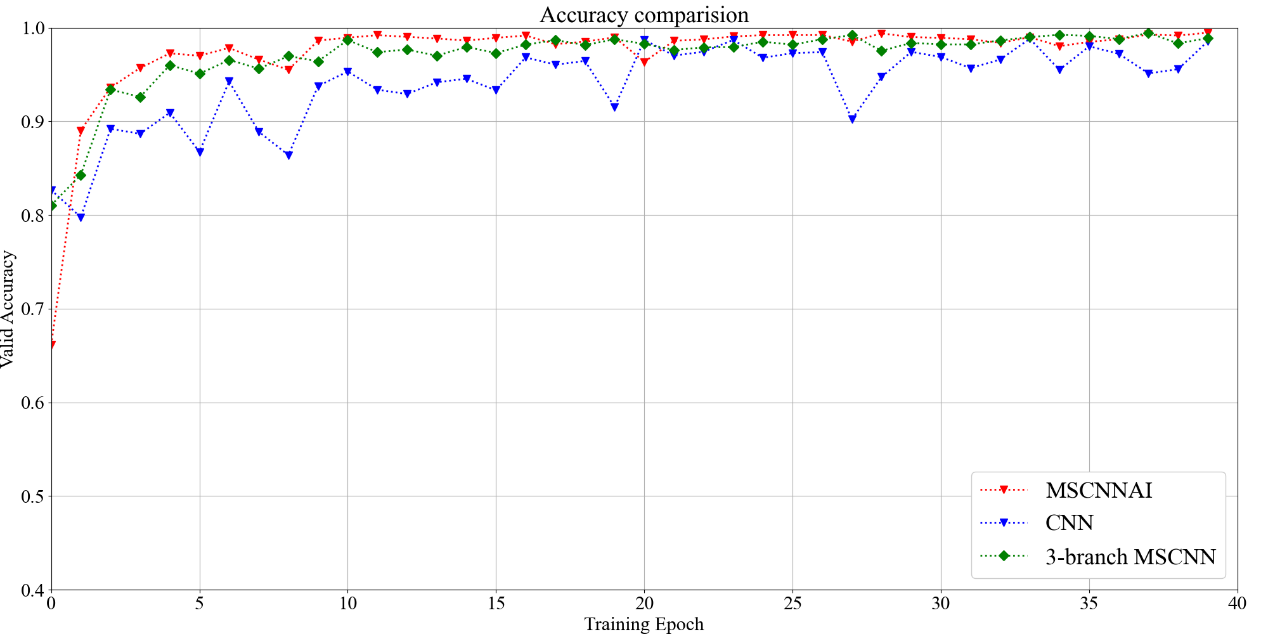 Accuracy comparision
1.0
0.9
0.8
0.7
0.6
0.5
0.4
Valid Accuracy
0 5 10 15 20 25 30 35 40
Training Epoch
MSCNNAI
CNN
3-branch MSCNN